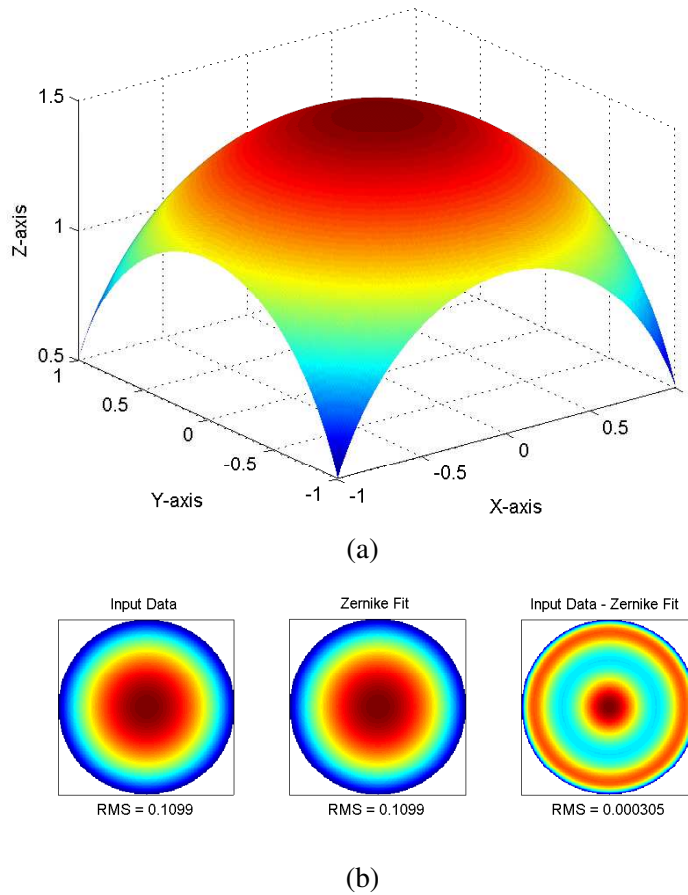 1.5
1
0.5
Z-axis
1
0.5
0
-0.5
-1
Y-axis
-1
-0.5
0
0.5
X-axis
(a)
Input Data
Zernike Fit
Input Data - Zernike Fit
RMS = 0.1099
RMS = 0.1099
RMS = 0.000305
(b)